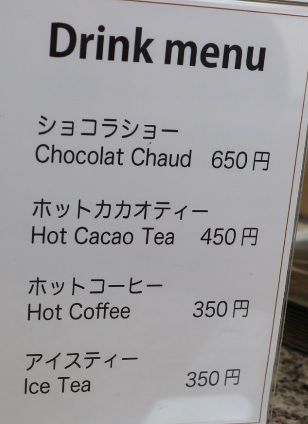 Drink menu
ショコラショー
Chocolat Chaud 650円
ホットカカオティー
Hot Cacao Tea 450円
ホットコーヒー
Hot Coffee 350円
アイスティー
Ice Tea 350円